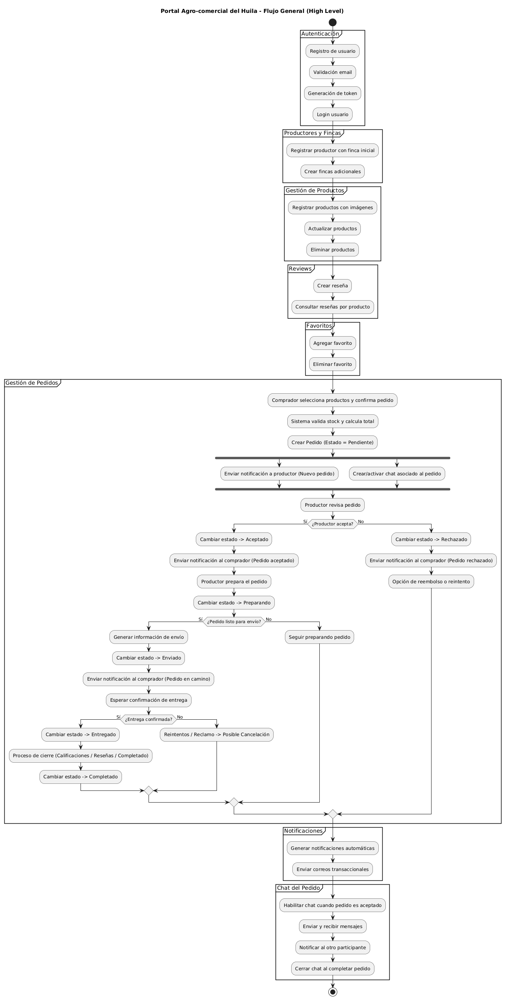 Portal Agro-comercial del Huila - Flujo General (High Level)
Autenticación
Registro de usuario
Validación email
Generación de token
Login usuario
Productores y Fincas
Registrar productor con finca inicial
Crear fincas adicionales
Gestión de Productos
Registrar productos con imágenes
Actualizar productos
Eliminar productos
Reviews
Crear reseña
Consultar reseñas por producto
Favoritos
Agregar favorito
Eliminar favorito
Gestión de Pedidos
Comprador selecciona productos y confirma pedido
Sistema valida stock y calcula total
Crear Pedido (Estado = Pendiente)
Enviar notificación a productor (Nuevo pedido)
Crear/activar chat asociado al pedido
Productor revisa pedido
Sí
¿Productor acepta?
No
Cambiar estado -> Aceptado
Cambiar estado -> Rechazado
Enviar notificación al comprador (Pedido aceptado)
Enviar notificación al comprador (Pedido rechazado)
Productor prepara el pedido
Opción de reembolso o reintento
Cambiar estado -> Preparando
Sí
¿Pedido listo para envío?
No
Generar información de envío
Seguir preparando pedido
Cambiar estado -> Enviado
Enviar notificación al comprador (Pedido en camino)
Esperar confirmación de entrega
Sí
¿Entrega confirmada?
No
Cambiar estado -> Entregado
Reintentos / Reclamo -> Posible Cancelación
Proceso de cierre (Calificaciones / Reseñas / Completado)
Cambiar estado -> Completado
Notificaciones
Generar notificaciones automáticas
Enviar correos transaccionales
Chat del Pedido
Habilitar chat cuando pedido es aceptado
Enviar y recibir mensajes
Notificar al otro participante
Cerrar chat al completar pedido